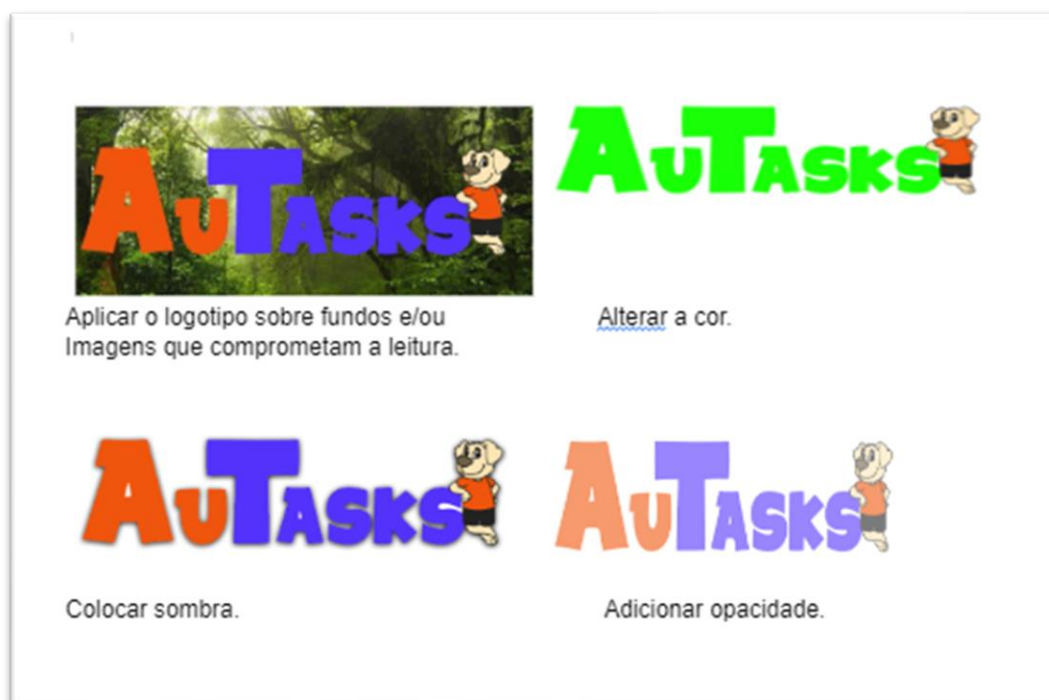 AuTasks
AuTasks
Aplicar o logotipo sobre fundos e/ou
Imagens que comprometam a leitura.
Alterar a cor.
AuTasks
AuTasks
Colocar sombra.
Adicionar opacidade.